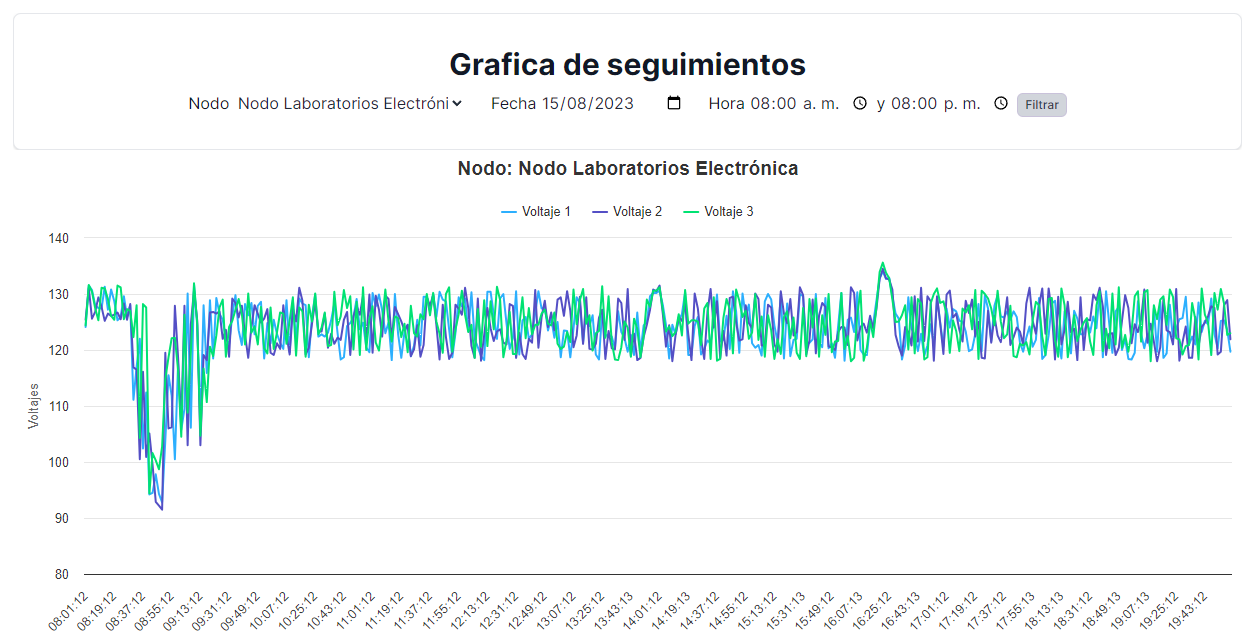 Grafica de seguimientos
Nodo Nodo Laboratorios Electróni Fecha 15/08/2023 Hora 08:00 a. m. y 08:00 p. m. Filtrar
Nodo: Nodo Laboratorios Electrónica
Voltaje 1 Voltaje 2 Voltaje 3
140
130
120
110
100
90
80
Voltajes
08:01:12 08:19:12 08:37:12 08:55:12 09:13:12 09:31:12 09:49:12 10:07:12 10:25:12 10:43:12 11:01:12 11:19:12 11:37:12 11:55:12 12:13:12 12:31:12 12:49:12 13:07:12 13:25:12 13:43:13 14:01:12 14:19:13 14:37:12 14:55:12 15:13:12 15:31:13 15:49:12 16:07:13 16:25:12 16:43:13 17:01:12 17:19:12 17:37:12 17:55:13 18:13:13 18:31:12 18:49:13 19:07:13 19:25:12 19:43:12